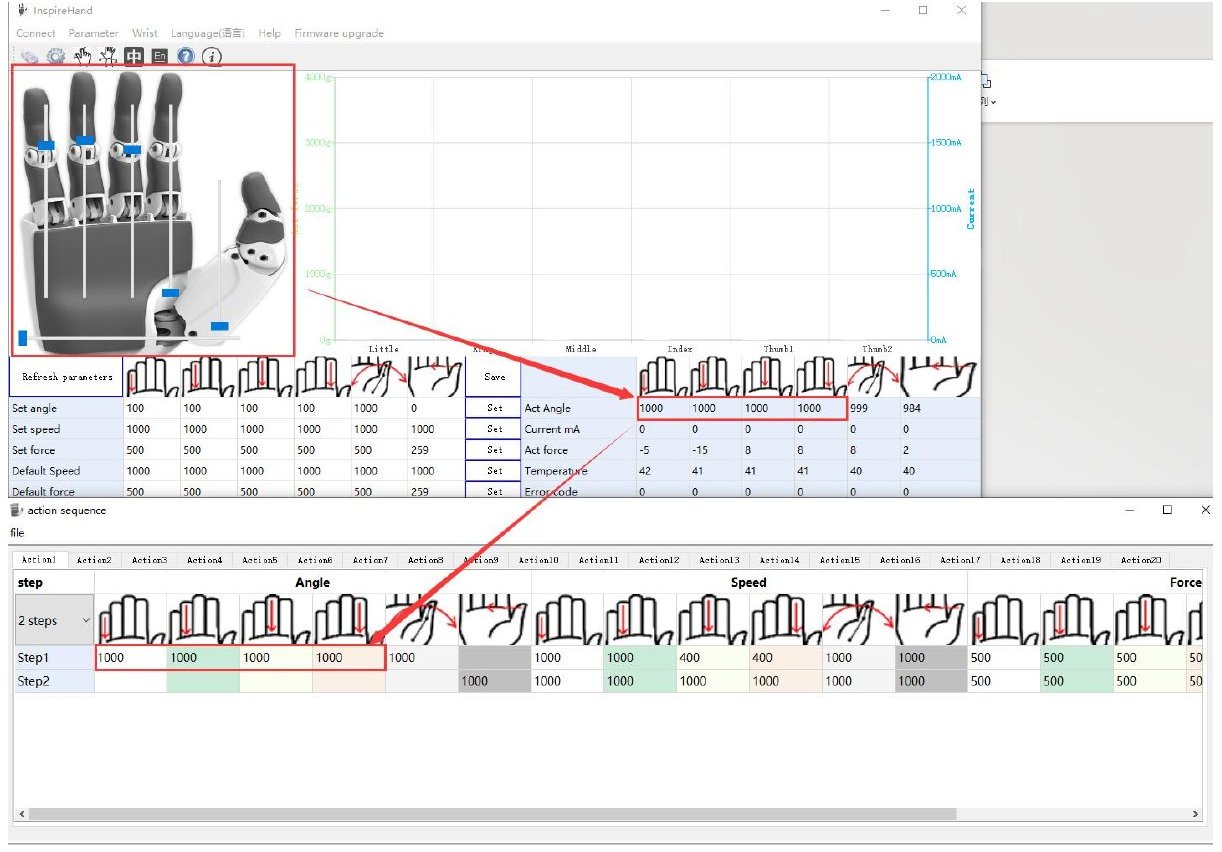 InspireHand
Connect Parameter Wrist Language(语言) Help Firmware upgrade
中 En ? i
4000g 2000mA
列
3000g 1500mA
2000g 1000mA
Current
1000g 500mA
0g 0mA
Little Middle Index Thumb1 Thumb2
Refresh parameters Save
Set angle 100 100 100 100 1000 0 Set Act Angle 1000 1000 1000 1000 999 984
Set speed 1000 1000 1000 1000 1000 1000 Set Current mA 0 0 0 0 0 0
Set force 500 500 500 500 500 259 Set Act force -5 -15 8 8 8 2
Default Speed 1000 1000 1000 1000 1000 1000 Set Temperature 42 41 41 41 40 40
Default force 500 500 500 500 500 259 Set Error code 0 0 0 0 0 0
action sequence
file
Action1 Action2 Action3 Action4 Action5 Action6 Action7 Action8 Action9 Action10 Action11 Action12 Action13 Action14 Action15 Action16 Action17 Action18 Action19 Action20
step Angle Speed Force
2 steps
Step1 1000 1000 1000 1000 1000 1000 1000 400 400 1000 1000 500 500 500 50
Step2 1000 1000 1000 1000 1000 1000 1000 500 500 500 50